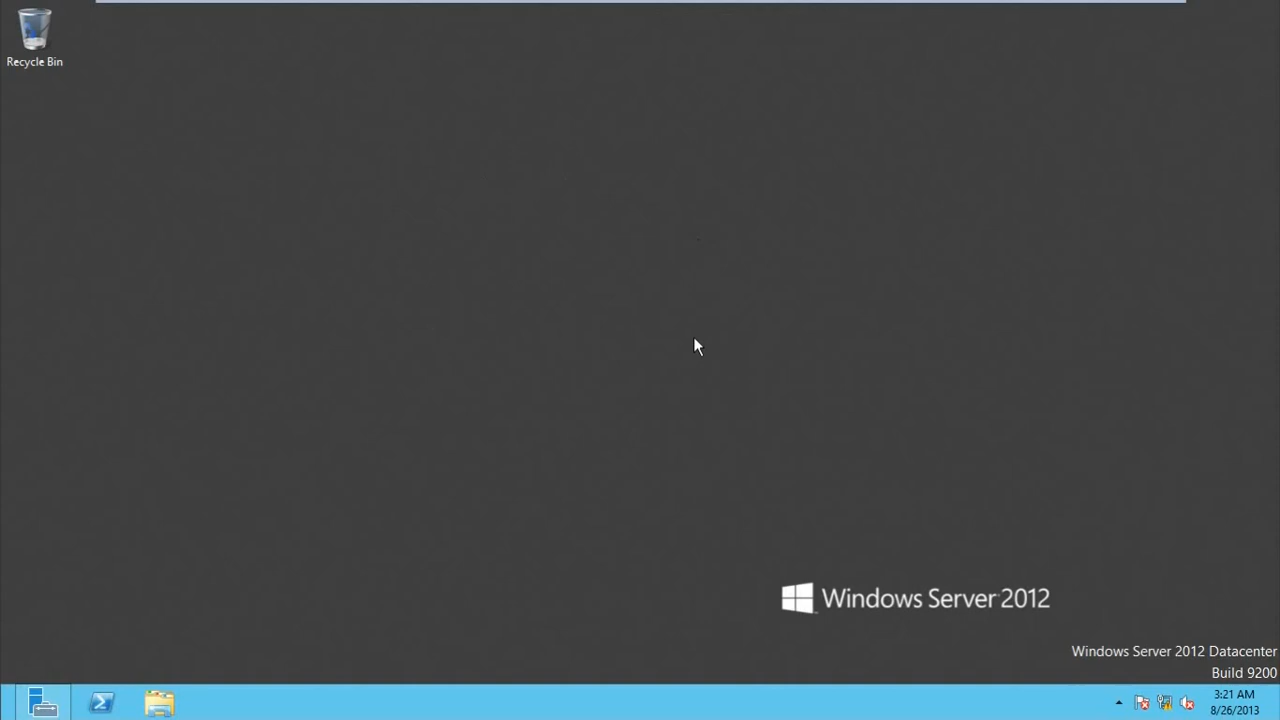 Recycle Bin
Windows Server 2012
Windows Server 2012 Datacenter
Build 9200
3:21 AM
8/26/2013